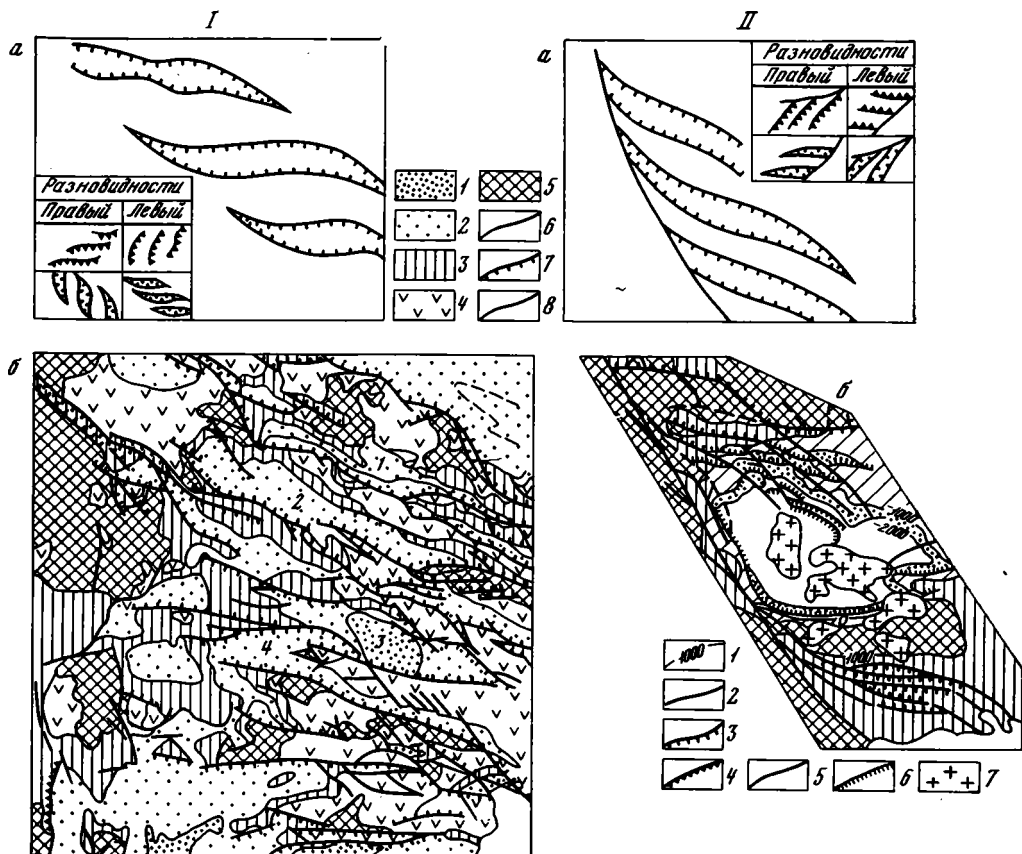 I
II
а
а
Разновидности
Правый Левый
Разновидности
Правый Левый
1
5
2
6
3
7
4
8
б
1
2
3
4
б
-1000
-2000
-1000
1000 1
2
3
4
5
6
7